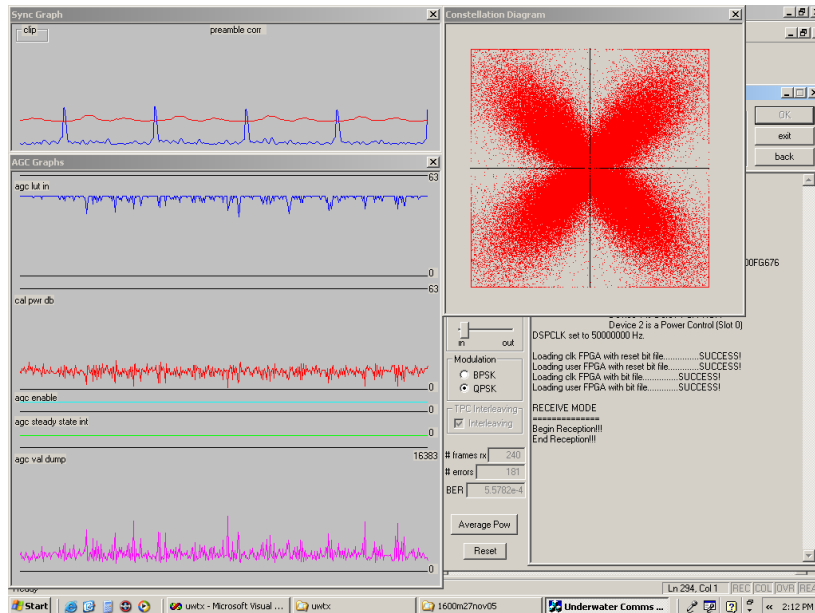 Sync Graph
clip
preamble corr
AGC Graphs
63
agc lut in
0
63
cal pwr db
0
agc enable
0
agc steady state int
0
16383
agc val dump
0
Constellation Diagram
OK
exit
back
00FG676
Device 2 is a Power Control (Slot 0)
DSPCLK set to 50000000 Hz.
Loading clk FPGA with reset bit file..............SUCCESS!
Loading user FPGA with reset bit file.............SUCCESS!
Loading clk FPGA with bit file.....................SUCCESS!
Loading user FPGA with bit file....................SUCCESS!
RECEIVE MODE
==============
Begin Reception!!!
End Reception!!!
in out
Modulation
BPSK
QPSK
TPC Interleaving
Interleaving
# frames rx 240
# errors 181
BER 5.5782e-4
Average Pow
Reset
Ready
Ln 294, Col 1 REC COL OVR REA
Start
uwtx - Microsoft Visual ...
uwtx
1600m27nov05
Underwater Comms ...
2:12 PM